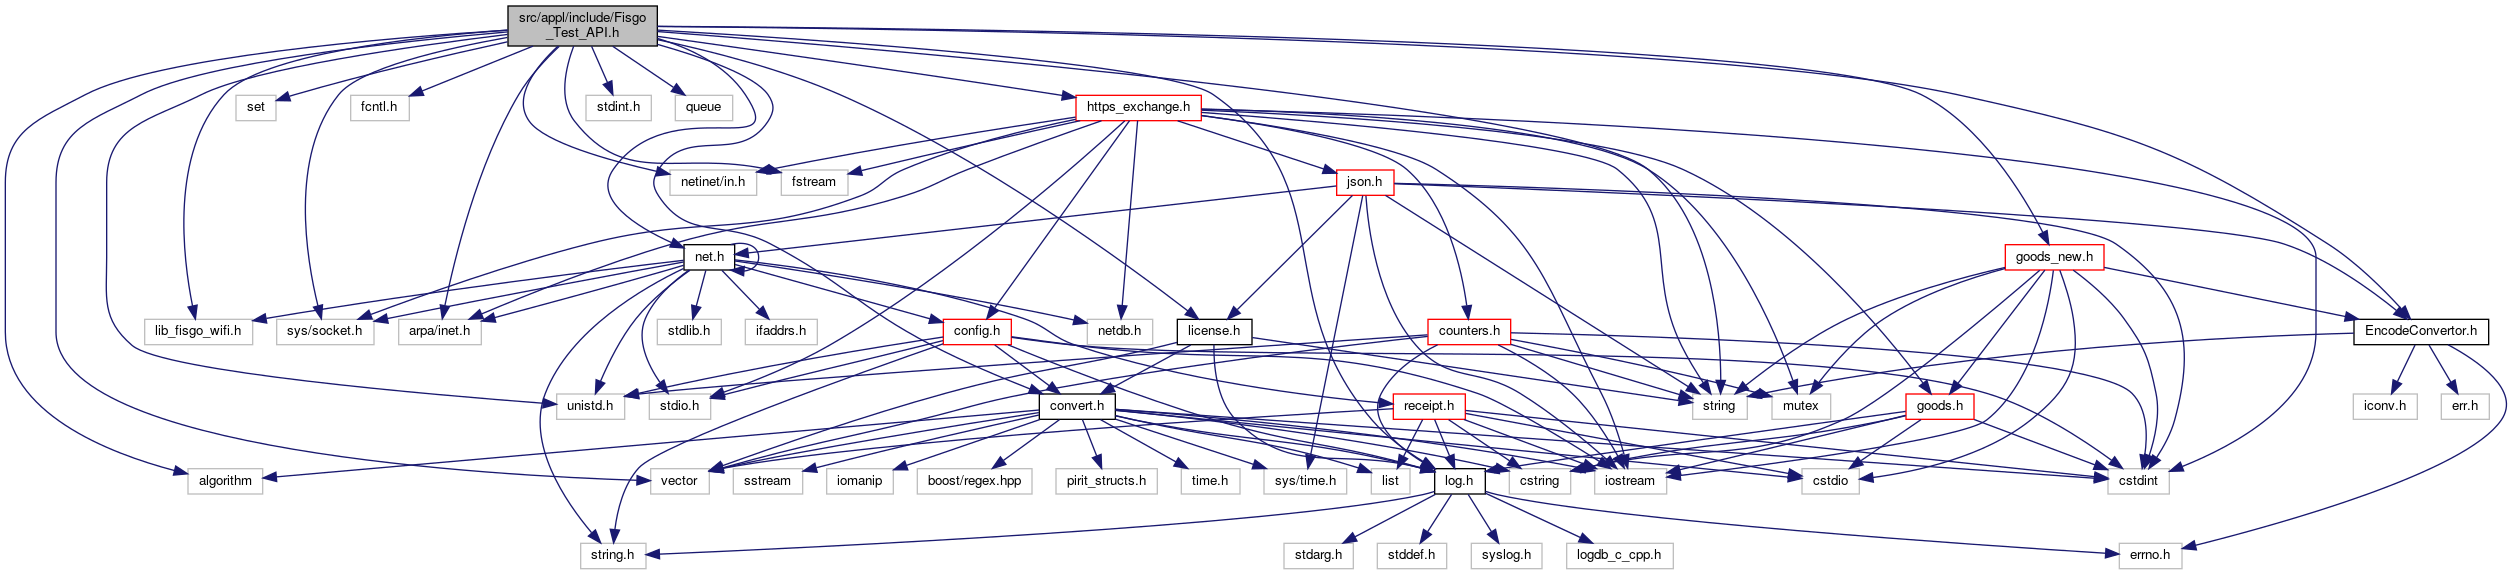 src/appl/include/Fisgo
_Test_API.h
set
fcntl.h
stdint.h
queue
https_exchange.h
netinet/in.h
fstream
json.h
net.h
goods_new.h
lib_fisgo_wifi.h
sys/socket.h
arpa/inet.h
stdlib.h
ifaddrs.h
config.h
netdb.h
license.h
counters.h
EncodeConvertor.h
unistd.h
stdio.h
convert.h
receipt.h
string
mutex
goods.h
iconv.h
err.h
algorithm
vector
sstream
iomanip
boost/regex.hpp
pirit_structs.h
time.h
sys/time.h
list
log.h
cstring
iostream
cstdio
cstdint
string.h
stdarg.h
stddef.h
syslog.h
logdb_c_cpp.h
errno.h